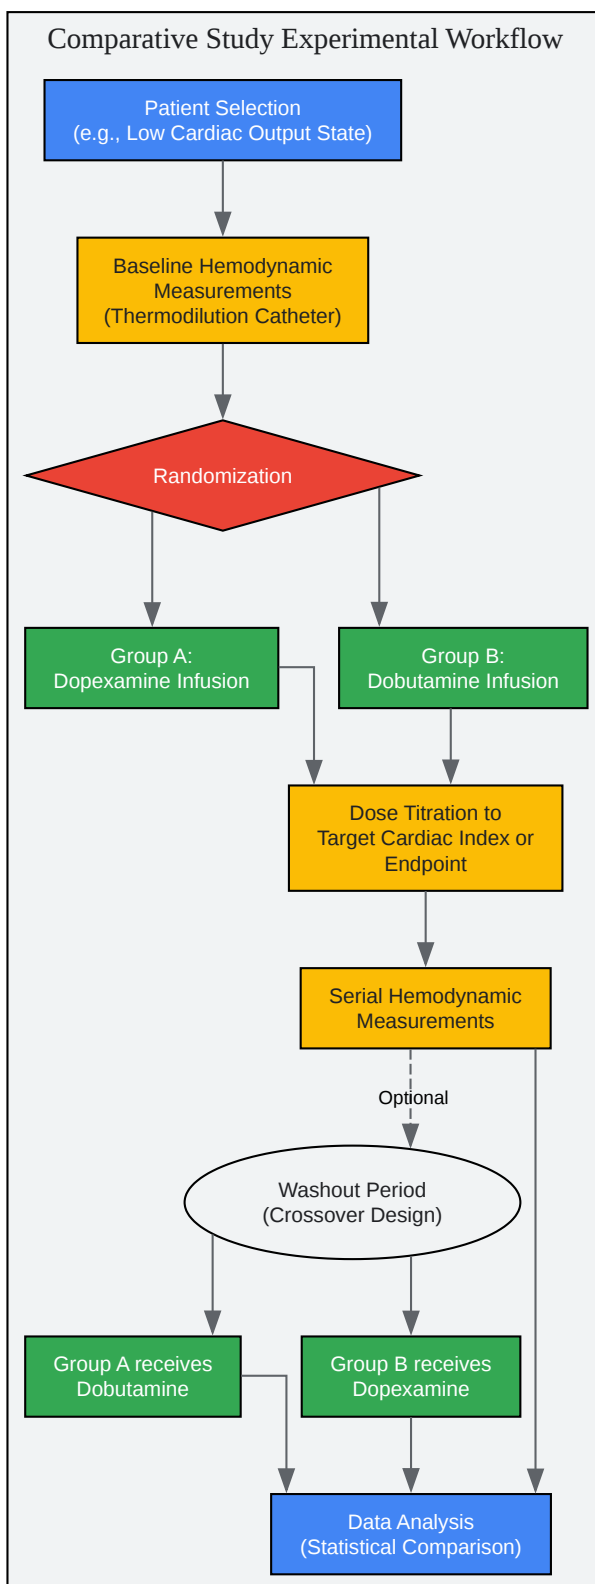 Comparative Study Experimental Workflow
Patient Selection
(e.g., Low Cardiac Output State)
Baseline Hemodynamic
Measurements
(Thermodilution Catheter)
Randomization
Group A:
Dopexamine Infusion
Group B:
Dobutamine Infusion
Dose Titration to
Target Cardiac Index or
Endpoint
Serial Hemodynamic
Measurements
Optional
Washout Period
(Crossover Design)
Group A receives
Dobutamine
Group B receives
Dopexamine
Data Analysis
(Statistical Comparison)